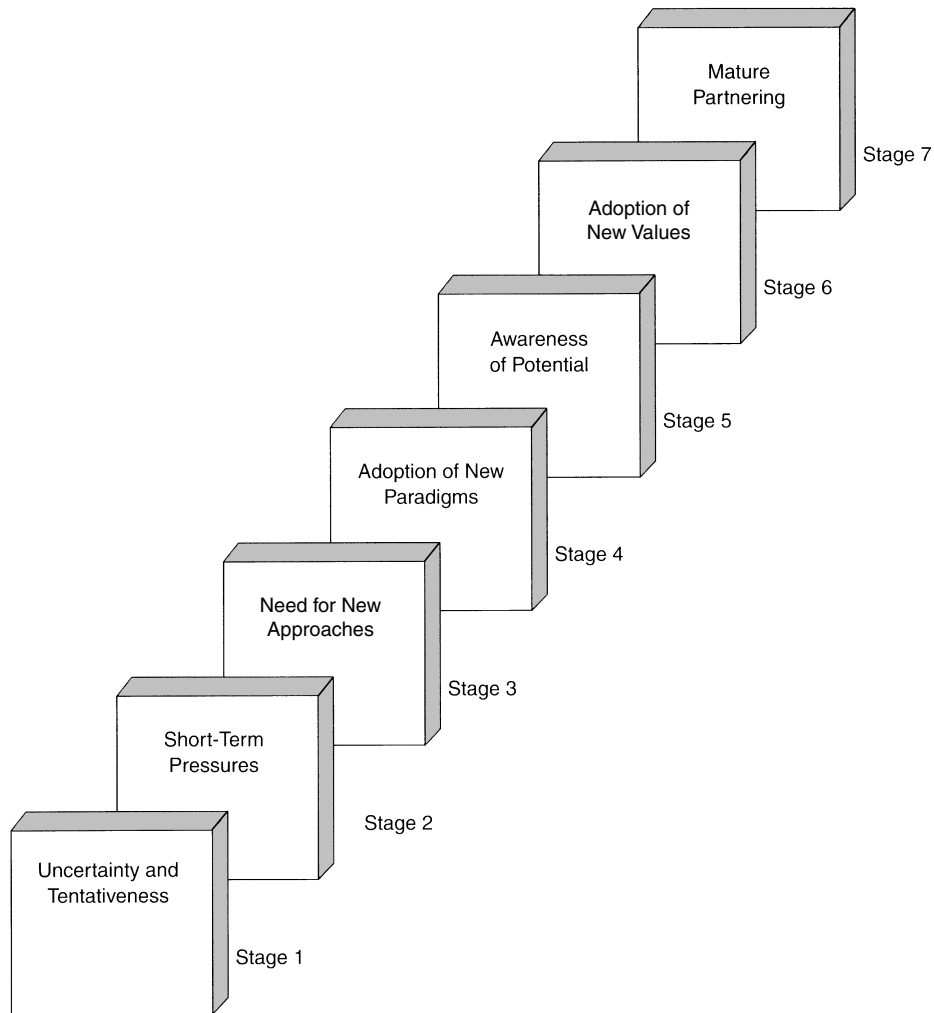 Mature
Partnering
Stage 7
Adoption of
New Values
Stage 6
Awareness
of Potential
Stage 5
Adoption of New
Paradigms
Stage 4
Need for New
Approaches
Stage 3
Short-Term
Pressures
Stage 2
Uncertainty and
Tentativeness
Stage 1